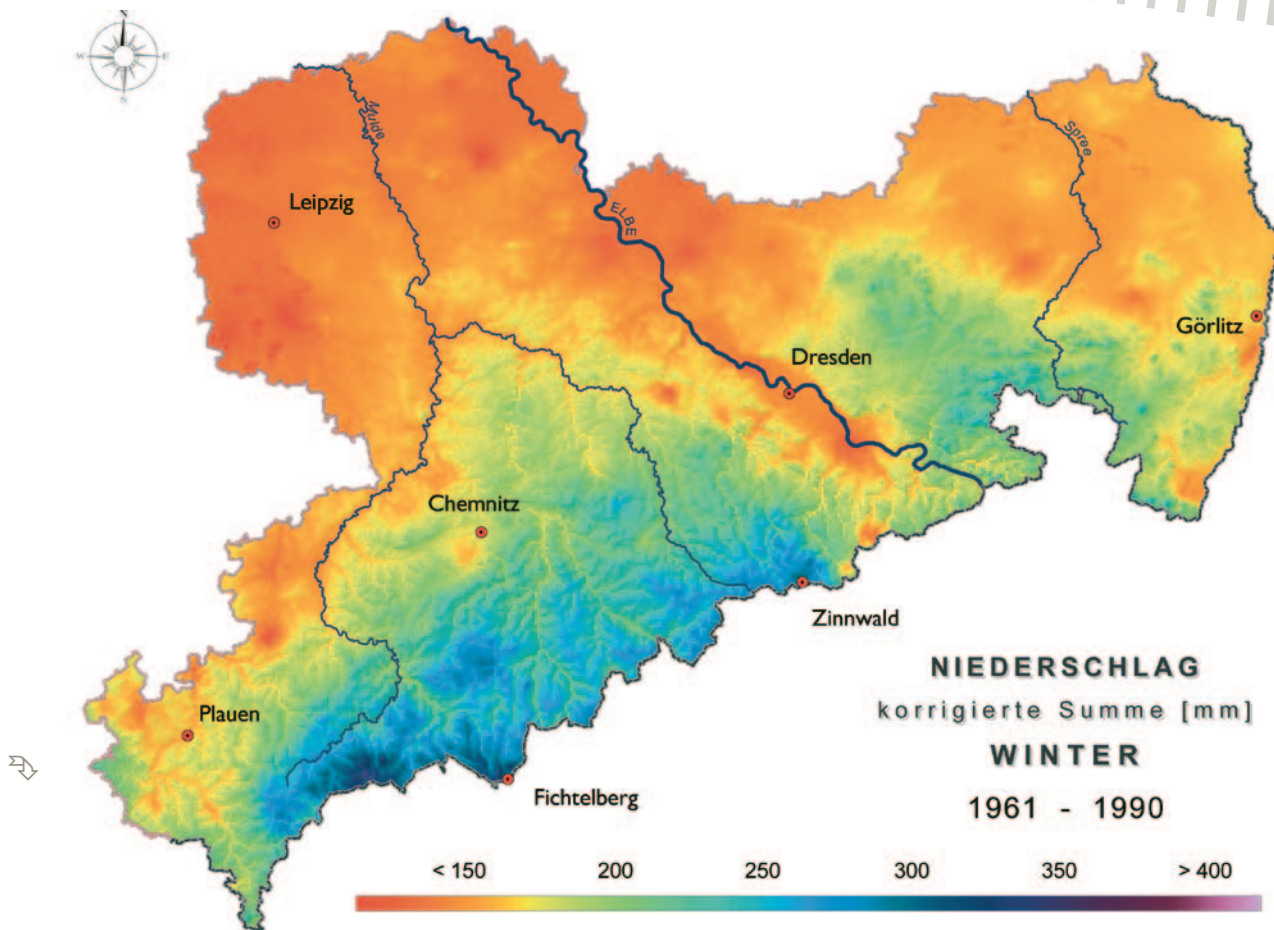 N
W E
S
Mulde
Spree
Leipzig
ELBE
Görlitz
Dresden
Chemnitz
Zinnwald
Plauen
Fichtelberg
NIEDERSCHLAG
korrigierte Summe [mm]
WINTER
1961 - 1990
< 150 200 250 300 350 > 400